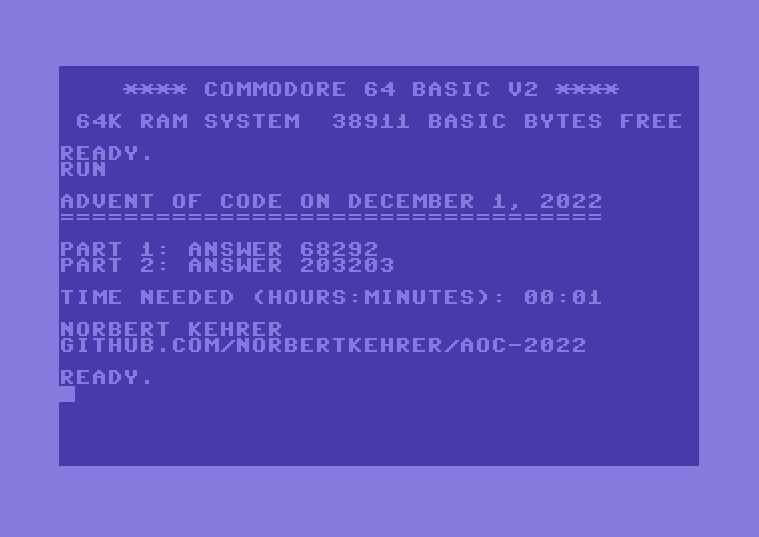 **** COMMODORE 64 BASIC V2 ****
64K RAM SYSTEM  38911 BASIC BYTES FREE
READY.
RUN
ADVENT OF CODE ON DECEMBER 1, 2022
==================================
PART 1: ANSWER 68292
PART 2: ANSWER 203203
TIME NEEDED (HOURS:MINUTES): 00:01
NORBERT KEHRER
GITHUB.COM/NORBERTKEHRER/AOC-2022
READY.